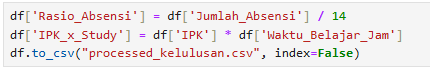 df['Rasio_Absensi'] = df['Jumlah_Absensi'] / 14
df['IPK_x_Study'] = df['IPK'] * df['Waktu_Belajar_Jam']
df.to_csv("processed_kelulusan.csv", index=False)